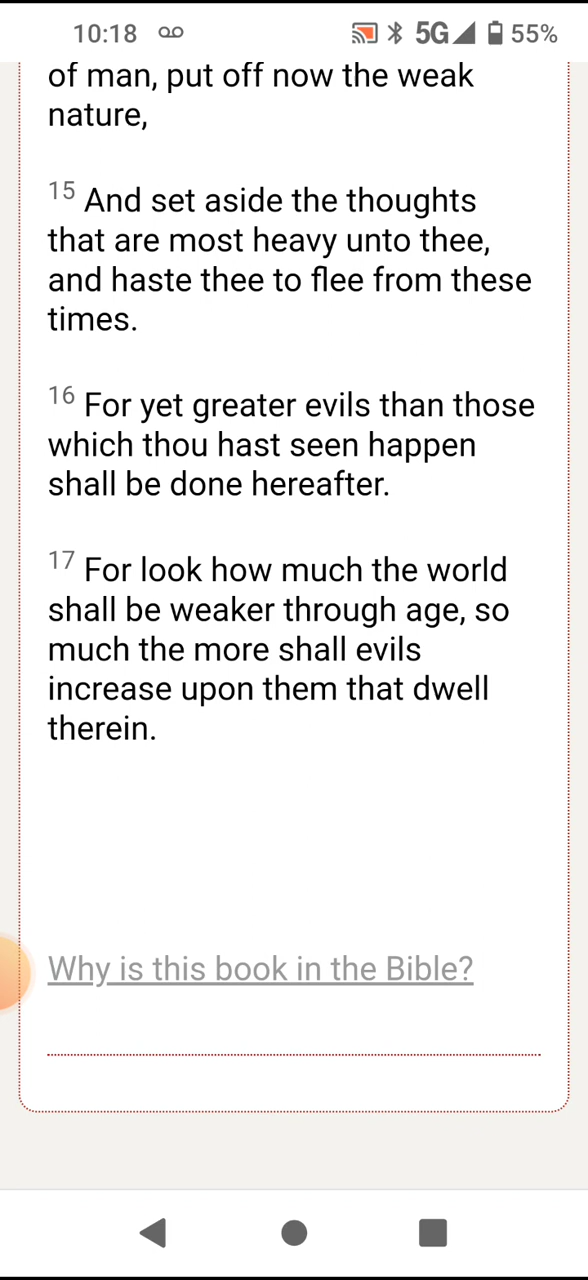 10:18 5G 55%
of man, put off now the weak
nature,
15 And set aside the thoughts
that are most heavy unto thee,
and haste thee to flee from these
times.
16 For yet greater evils than those
which thou hast seen happen
shall be done hereafter.
17 For look how much the world
shall be weaker through age, so
much the more shall evils
increase upon them that dwell
therein.
Why is this book in the Bible?